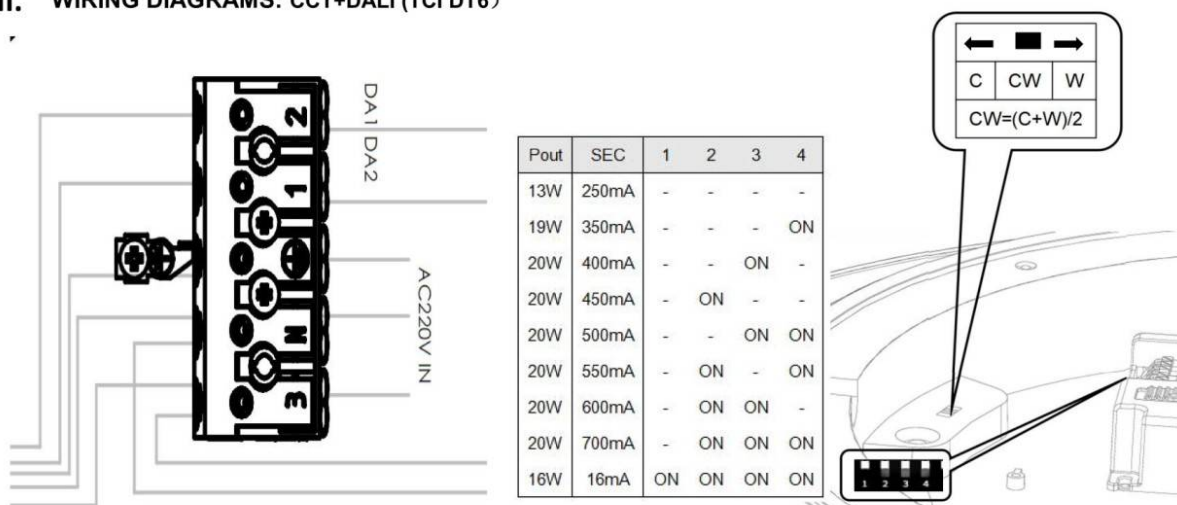 WIRING DIAGRAMS: CCT+DALI (TCI DT6)
2
1
N
3
DA1 DA2
AC220V IN
Pout SEC 1 2 3 4
13W 250mA - - - -
19W 350mA - - - ON
20W 400mA - - ON -
20W 450mA - ON - -
20W 500mA - - ON ON
20W 550mA - ON - ON
20W 600mA - ON ON -
20W 700mA - ON ON ON
16W 16mA ON ON ON ON
C CW W
CW=(C+W)/2
1 2 3 4